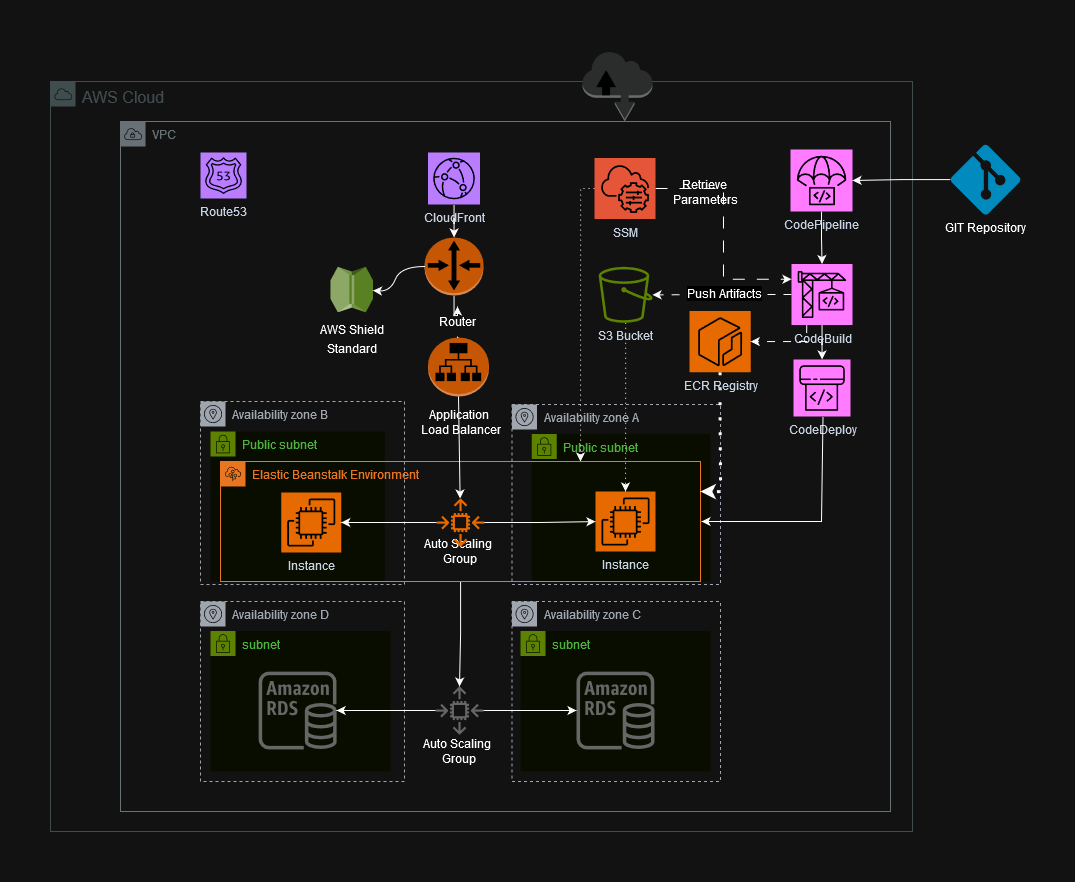 AWS Cloud
VPC
53
Route53
CloudFront
SSM
Retrieve
Parameters
CodePipeline
GIT Repository
AWS Shield
Standard
Router
S3 Bucket
Push Artifacts
CodeBuild
ECR Registry
CodeDeploy
Application
Load Balancer
Availability zone B
Public subnet
Availability zone A
Public subnet
Elastic Beanstalk Environment
Instance
Auto Scaling
Group
Instance
Availability zone D
subnet
Amazon
RDS
Availability zone C
subnet
Amazon
RDS
Auto Scaling
Group